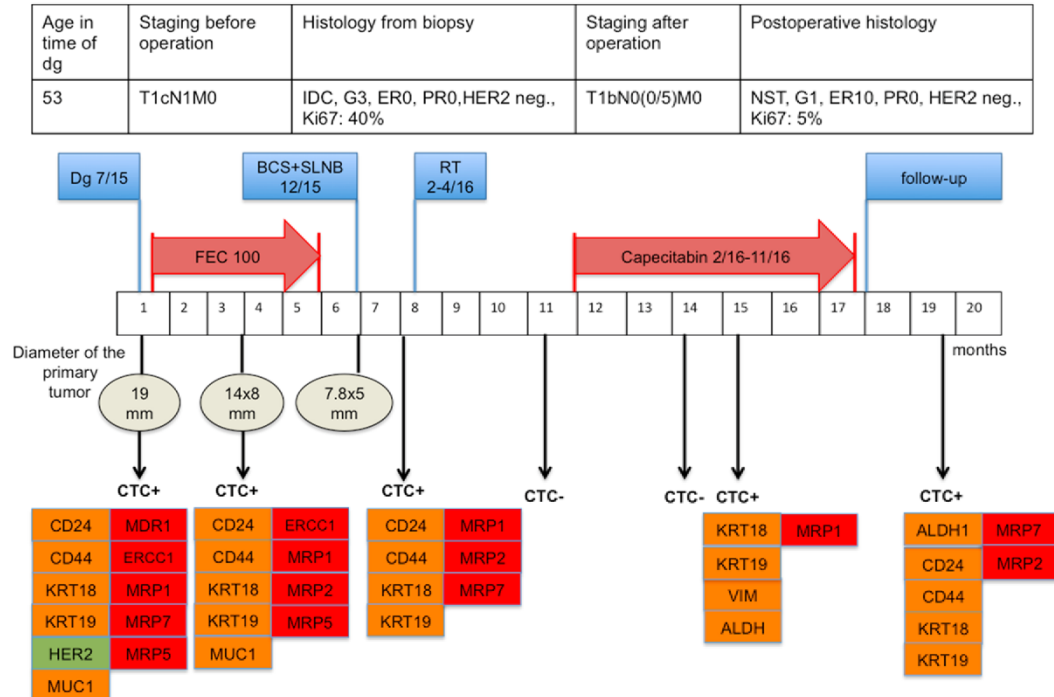 Age in
time of
dg
Staging before
operation
Histology from biopsy
Staging after
operation
Postoperative histology
53
T1cN1M0
IDC, G3, ER0, PR0,HER2 neg.,
Ki67: 40%
T1bN0(0/5)M0
NST, G1, ER10, PR0, HER2 neg.,
Ki67: 5%
Dg 7/15
BCS+SLNB
12/15
RT
2-4/16
follow-up
FEC 100
Capecitabin 2/16-11/16
1 2 3 4 5 6 7 8 9 10 11 12 13 14 15 16 17 18 19 20
months
Diameter of the
primary
tumor
19
mm
14x8
mm
7.8x5
mm
CTC+
CD24 MDR1
CD44 ERCC1
KRT18 MRP1
KRT19 MRP7
HER2 MRP5
MUC1
CTC+
CD24 ERCC1
CD44 MRP1
KRT18 MRP2
KRT19 MRP5
MUC1
CTC+
CD24 MRP1
CD44 MRP2
KRT18 MRP7
KRT19
CTC-
CTC-
CTC+
KRT18 MRP1
KRT19
VIM
ALDH
CTC+
ALDH1 MRP7
CD24 MRP2
CD44
KRT18
KRT19